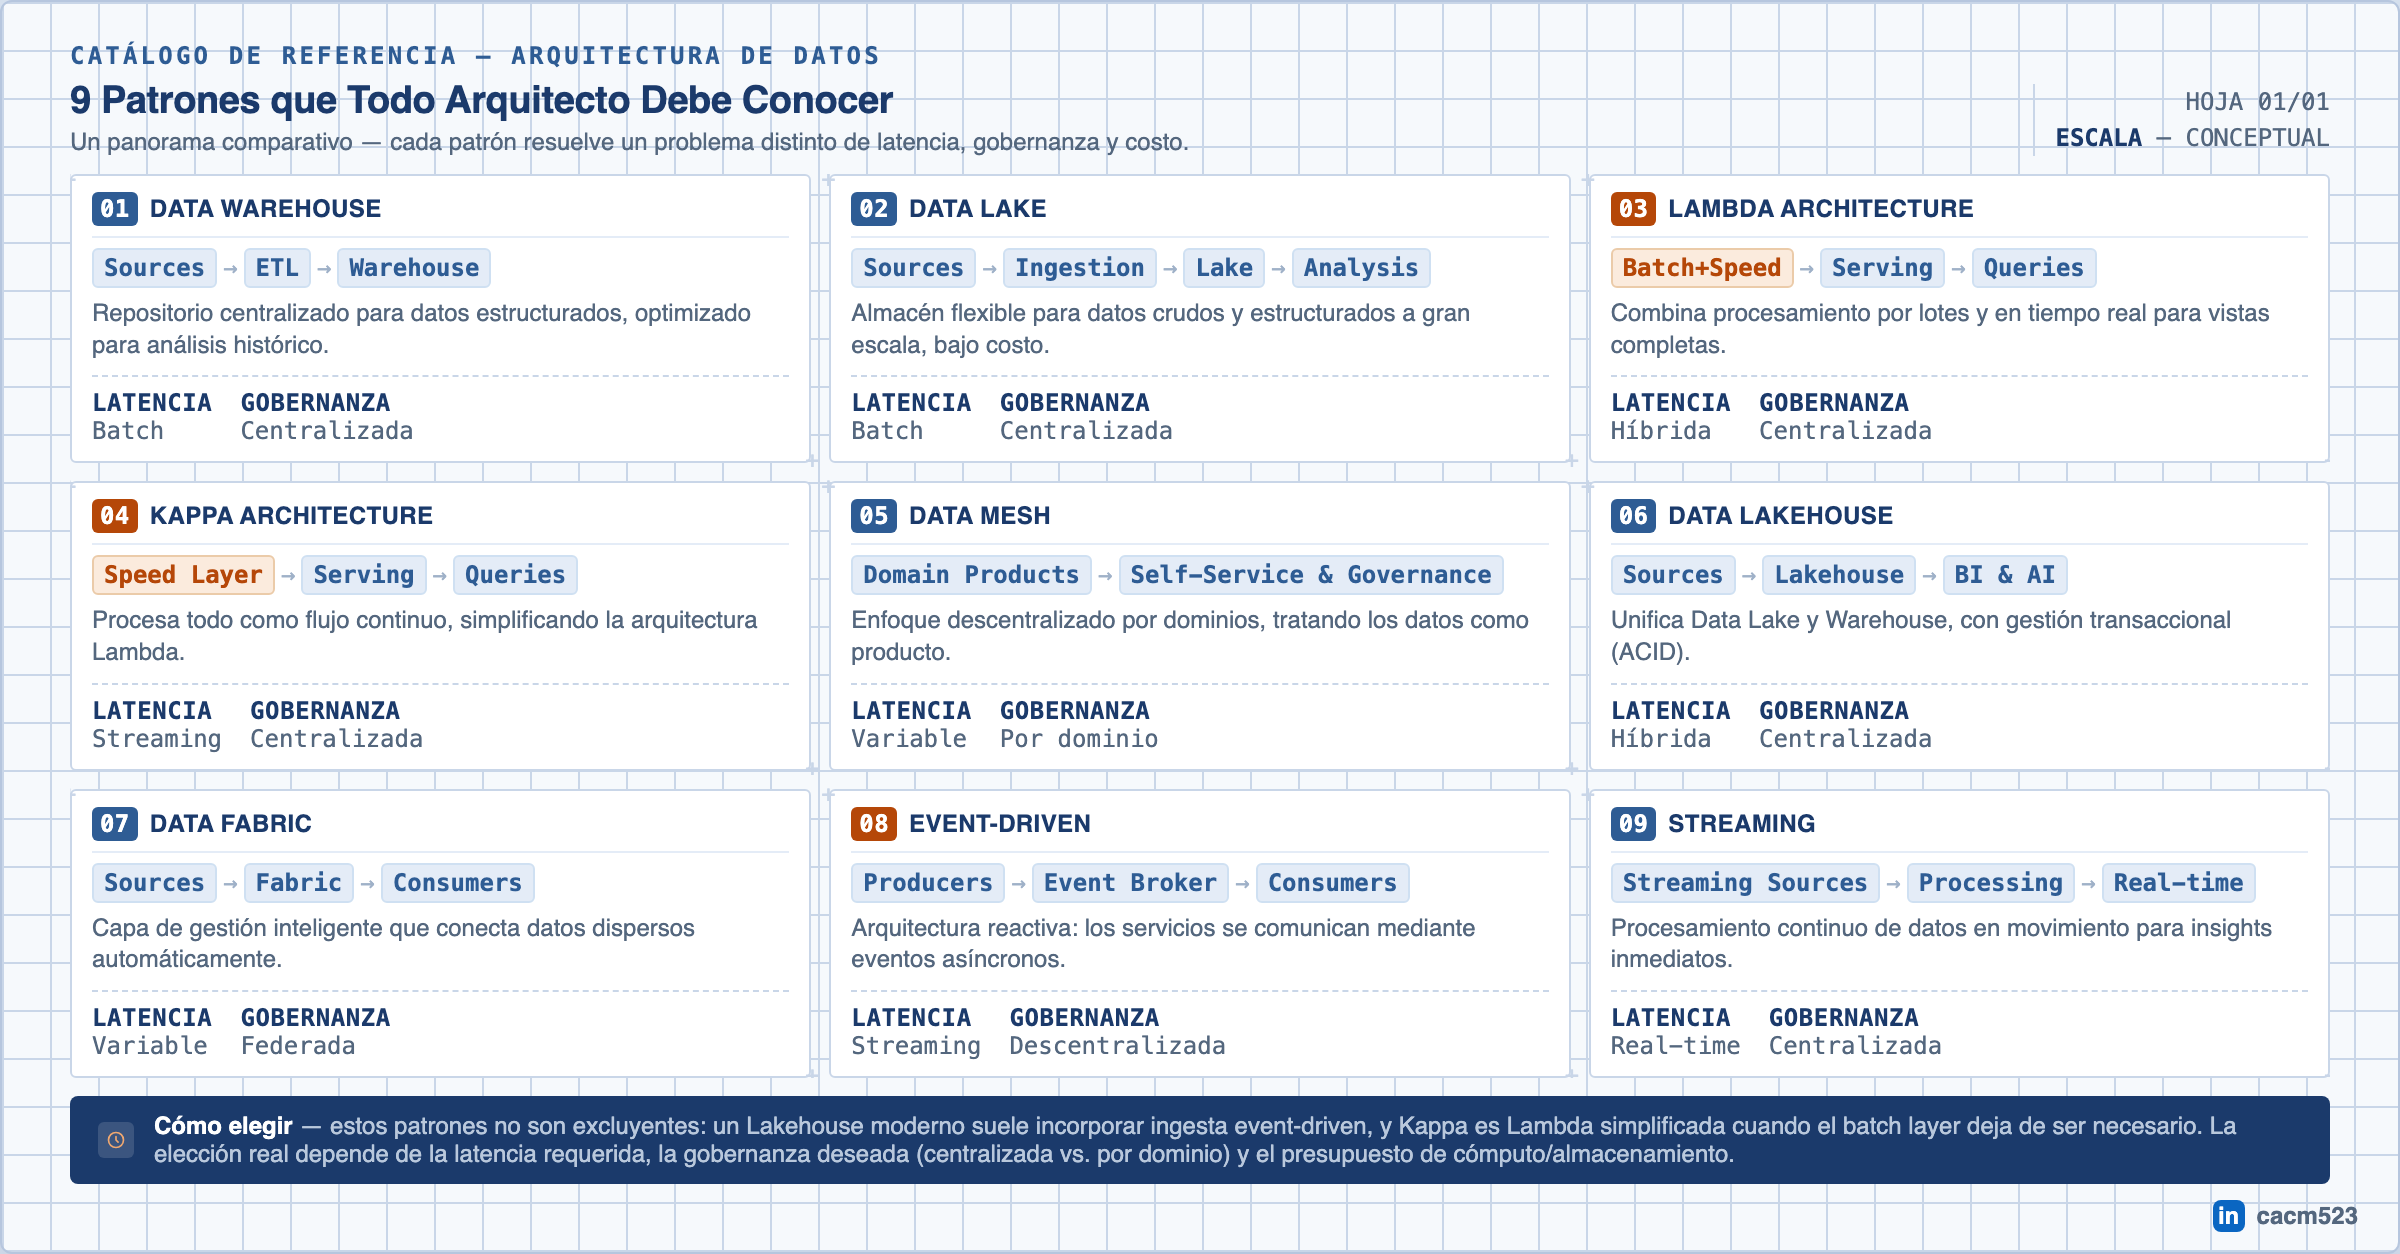 CATÁLOGO DE REFERENCIA — ARQUITECTURA DE DATOS
9 Patrones que Todo Arquitecto Debe Conocer
Un panorama comparativo — cada patrón resuelve un problema distinto de latencia, gobernanza y costo.
HOJA 01/01
ESCALA — CONCEPTUAL
01 DATA WAREHOUSE
Sources → ETL → Warehouse
Repositorio centralizado para datos estructurados, optimizado
para análisis histórico.
LATENCIA GOBERNANZA
Batch Centralizada
02 DATA LAKE
Sources → Ingestion → Lake → Analysis
Almacén flexible para datos crudos y estructurados a gran
escala, bajo costo.
LATENCIA GOBERNANZA
Batch Centralizada
03 LAMBDA ARCHITECTURE
Batch+Speed → Serving → Queries
Combina procesamiento por lotes y en tiempo real para vistas
completas.
LATENCIA GOBERNANZA
Híbrida Centralizada
04 KAPPA ARCHITECTURE
Speed Layer → Serving → Queries
Procesa todo como flujo continuo, simplificando la arquitectura
Lambda.
LATENCIA GOBERNANZA
Streaming Centralizada
05 DATA MESH
Domain Products → Self-Service & Governance
Enfoque descentralizado por dominios, tratando los datos como
producto.
LATENCIA GOBERNANZA
Variable Por dominio
06 DATA LAKEHOUSE
Sources → Lakehouse → BI & AI
Unifica Data Lake y Warehouse, con gestión transaccional
(ACID).
LATENCIA GOBERNANZA
Híbrida Centralizada
07 DATA FABRIC
Sources → Fabric → Consumers
Capa de gestión inteligente que conecta datos dispersos
automáticamente.
LATENCIA GOBERNANZA
Variable Federada
08 EVENT-DRIVEN
Producers → Event Broker → Consumers
Arquitectura reactiva: los servicios se comunican mediante
eventos asíncronos.
LATENCIA GOBERNANZA
Streaming Descentralizada
09 STREAMING
Streaming Sources → Processing → Real-time
Procesamiento continuo de datos en movimiento para insights
inmediatos.
LATENCIA GOBERNANZA
Real-time Centralizada
Cómo elegir — estos patrones no son excluyentes: un Lakehouse moderno suele incorporar ingesta event-driven, y Kappa es Lambda simplificada cuando el batch layer deja de ser necesario. La
elección real depende de la latencia requerida, la gobernanza deseada (centralizada vs. por dominio) y el presupuesto de cómputo/almacenamiento.
in cacm523